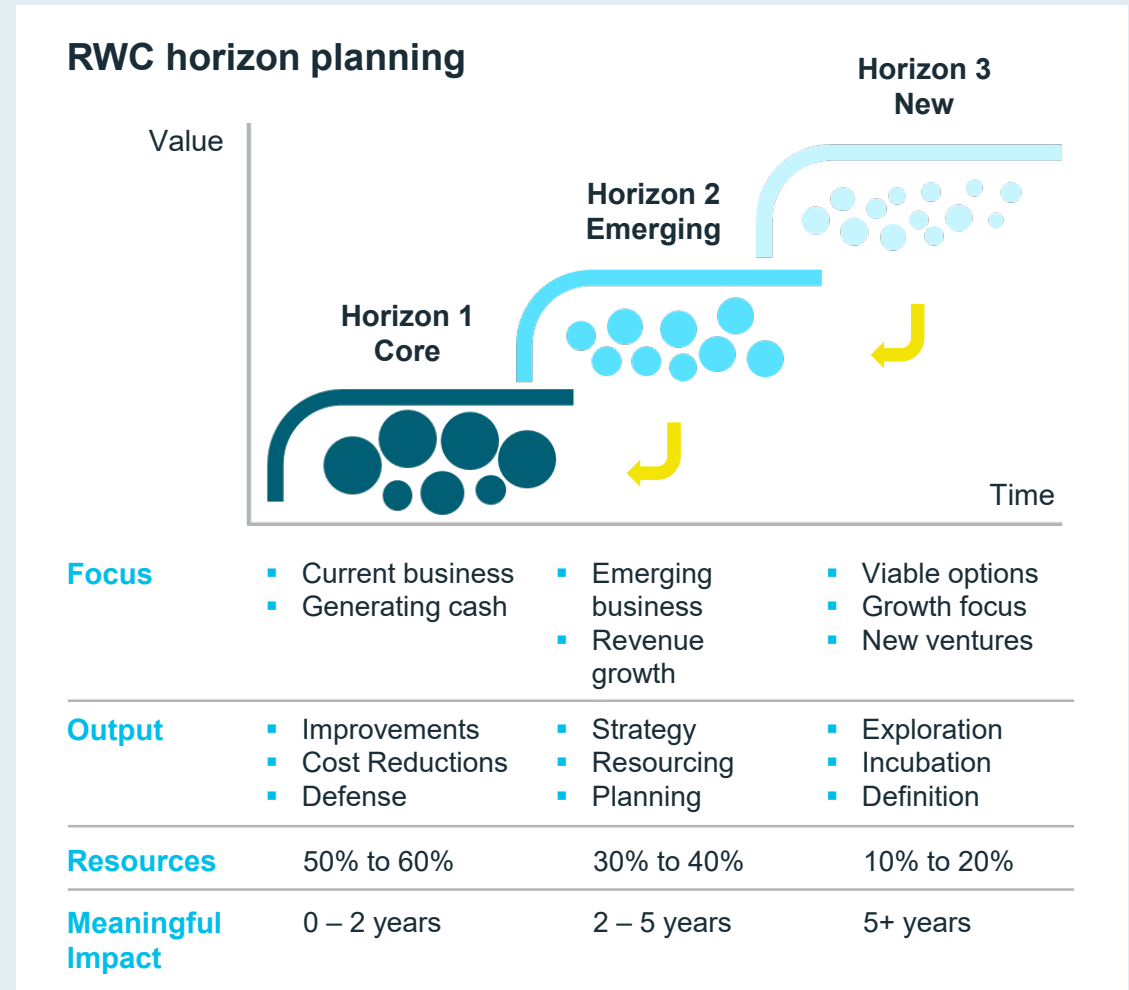 RWC horizon planning
Horizon 3
New
Value
Horizon 2
Emerging
Horizon 1
Core
Time
Focus
▪ Current business
▪ Generating cash
▪ Emerging
business
▪ Revenue
growth
▪ Viable options
▪ Growth focus
▪ New ventures
Output
▪ Improvements
▪ Cost Reductions
▪ Defense
▪ Strategy
▪ Resourcing
▪ Planning
▪ Exploration
▪ Incubation
▪ Definition
Resources
50% to 60%
30% to 40%
10% to 20%
Meaningful
Impact
0 – 2 years
2 – 5 years
5+ years